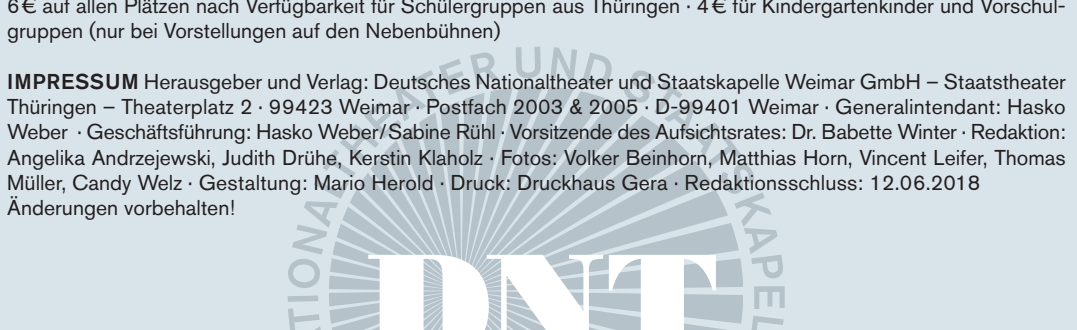 6€ auf allen Plätzen nach Verfügbarkeit für Schülergruppen aus Thüringen · 4€ für Kindergartenkinder und Vorschul-
gruppen (nur bei Vorstellungen auf den Nebenbühnen)
IMPRESSUM Herausgeber und Verlag: Deutsches Nationaltheater und Staatskapelle Weimar GmbH – Staatstheater
Thüringen – Theaterplatz 2 · 99423 Weimar · Postfach 2003 & 2005 · D-99401 Weimar · Generalintendant: Hasko
Weber · Geschäftsführung: Hasko Weber/Sabine Rühl · Vorsitzende des Aufsichtsrates: Dr. Babette Winter · Redaktion:
Angelika Andrzejewski, Judith Drühe, Kerstin Klaholz · Fotos: Volker Beinhorn, Matthias Horn, Vincent Leifer, Thomas
Müller, Candy Welz · Gestaltung: Mario Herold · Druck: Druckhaus Gera · Redaktionsschluss: 12.06.2018
Änderungen vorbehalten!
DNT